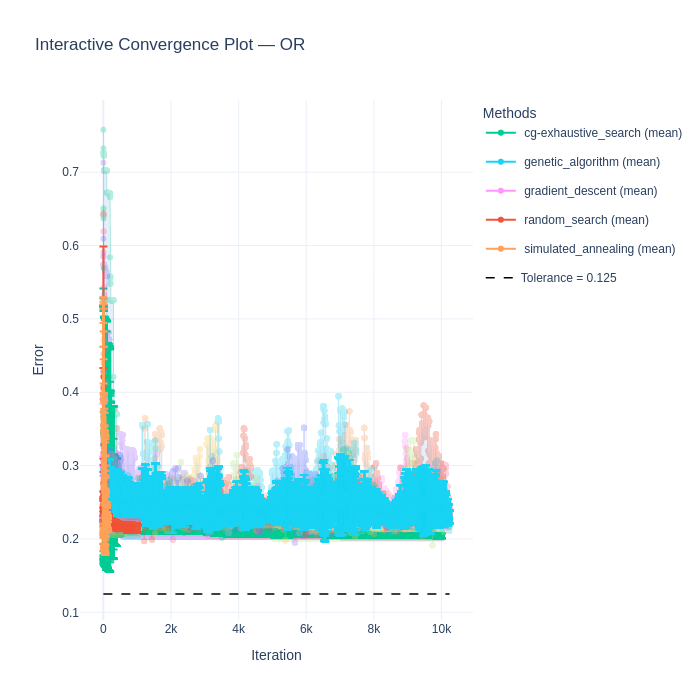 Interactive Convergence Plot — OR
Methods
cg-exhaustive_search (mean)
genetic_algorithm (mean)
gradient_descent (mean)
random_search (mean)
simulated_annealing (mean)
Tolerance = 0.125
Error
0.7
0.6
0.5
0.4
0.3
0.2
0.1
0 2k 4k 6k 8k 10k
Iteration